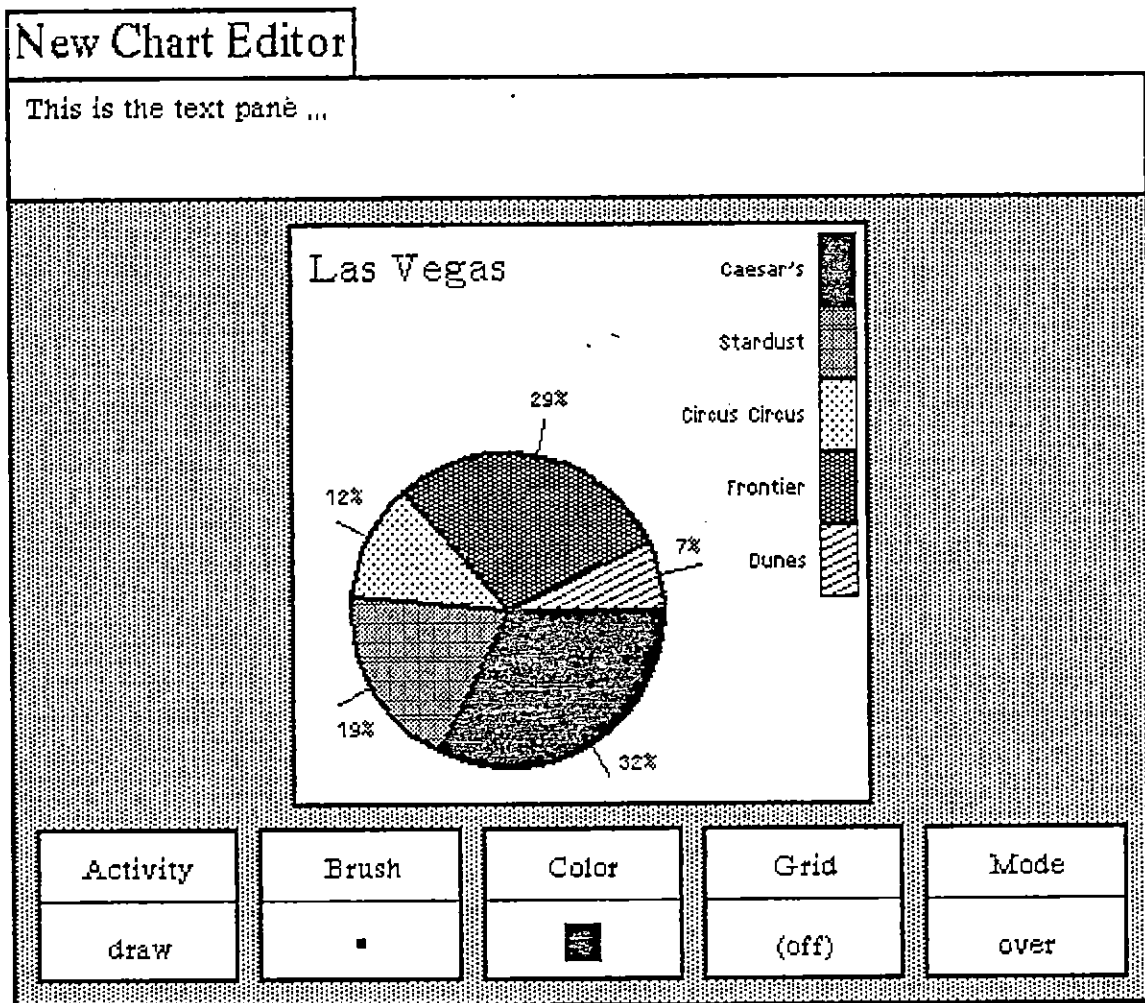 New Chart Editor
This is the text pane ...
Las Vegas
Caesar's
Stardust
Circus Circus
Frontier
Dunes
29%
12%
7%
19%
32%
Activity
Brush
Color
Grid
Mode
draw
(off)
over